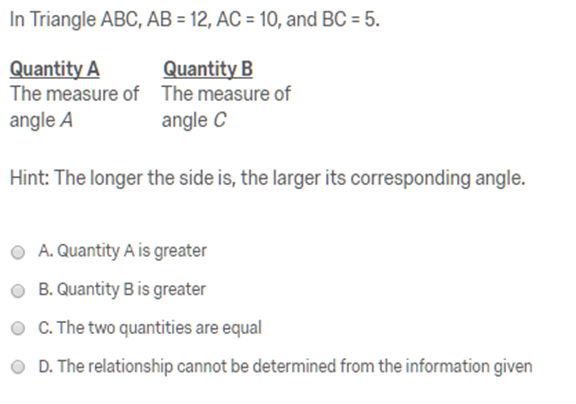 In Triangle ABC, AB = 12, AC = 10, and BC = 5.
Quantity A Quantity B
The measure of The measure of
angle A angle C
Hint: The longer the side is, the larger its corresponding angle.
A. Quantity A is greater
B. Quantity B is greater
C. The two quantities are equal
D. The relationship cannot be determined from the information given